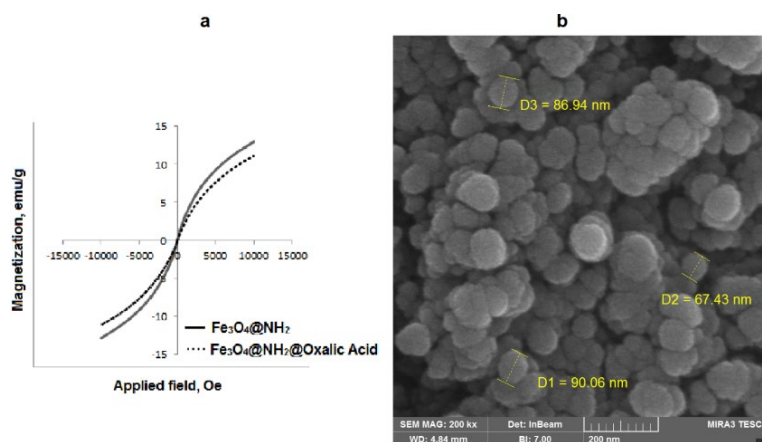 a
b
Magnetization, emu/g
15
10
5
0
-5
-10
-15
-15000 -10000 -5000 0 5000 10000 15000
Fe₃O₄@NH₂
Fe₃O₄@NH₂@Oxalic Acid
Applied field, Oe
D3 = 86.94 nm
D2 = 67.43 nm
D1 = 90.06 nm
SEM MAG: 200 kx Det: InBeam MIRA3 TESC
WD: 4.84 mm BI: 7.00 200 nm